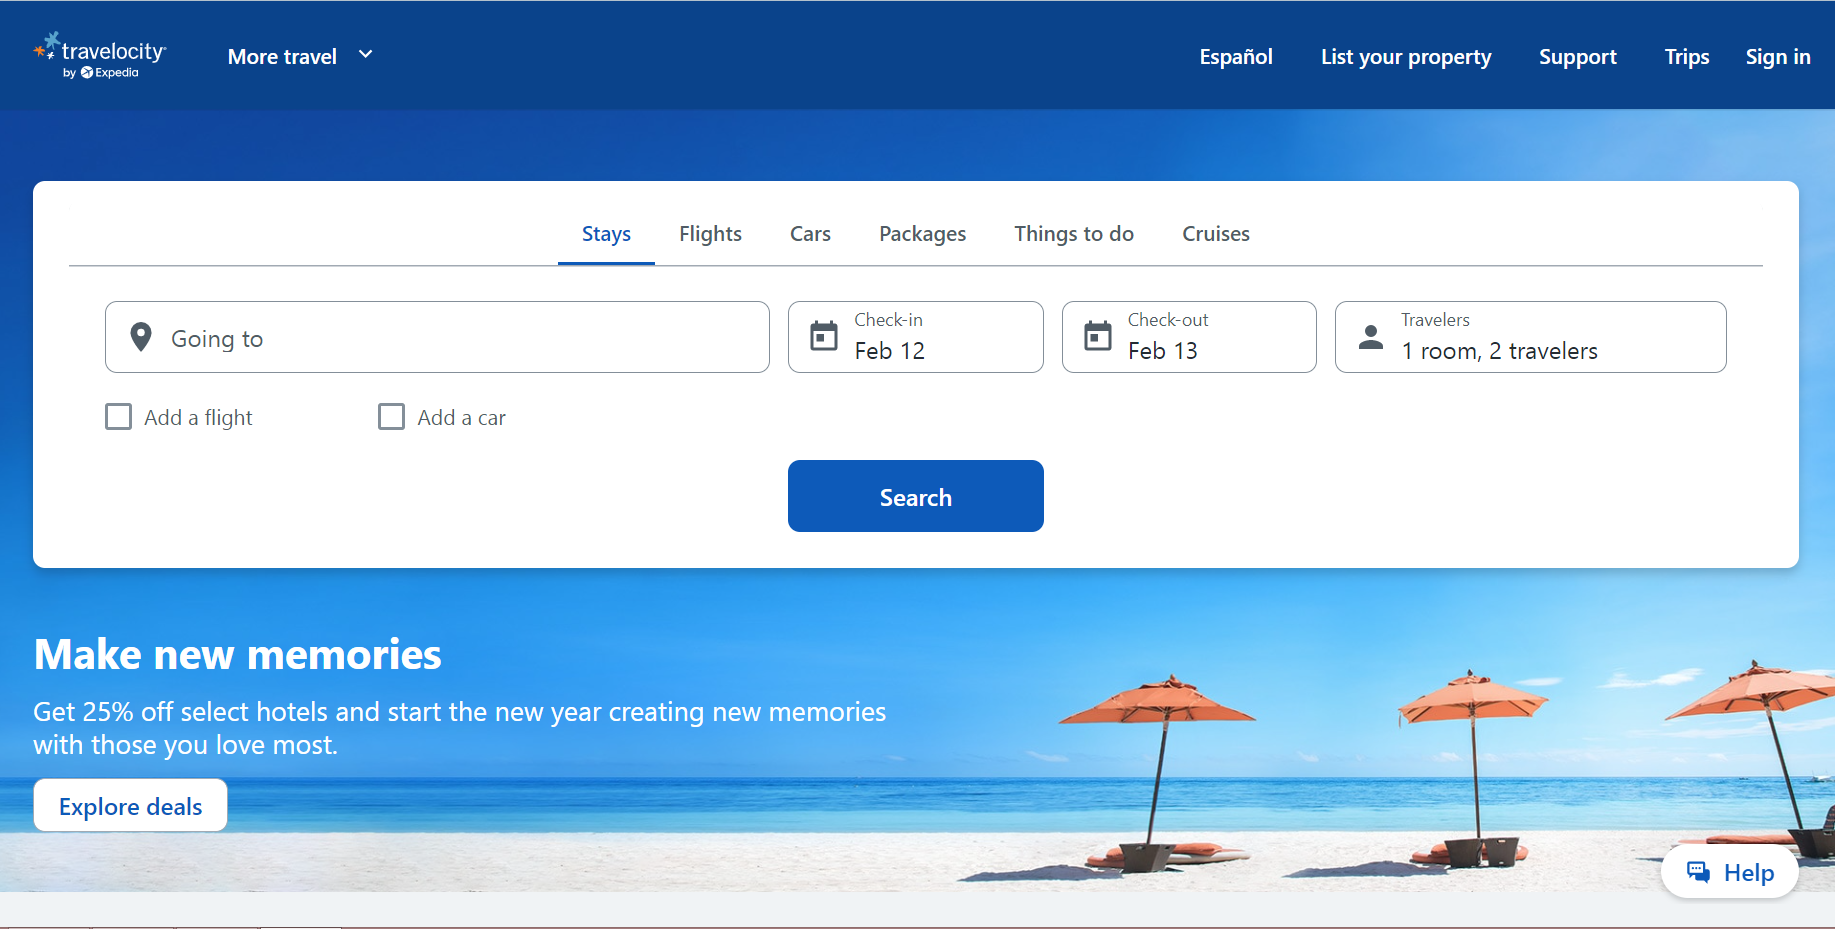 travelocity
by Expedia
More travel
Español
List your property
Support
Trips
Sign in
Stays
Flights
Cars
Packages
Things to do
Cruises
Going to
Check-in
Feb 12
Check-out
Feb 13
Travelers
1 room, 2 travelers
Add a flight
Add a car
Search
Make new memories
Get 25% off select hotels and start the new year creating new memories
with those you love most.
Explore deals
Help